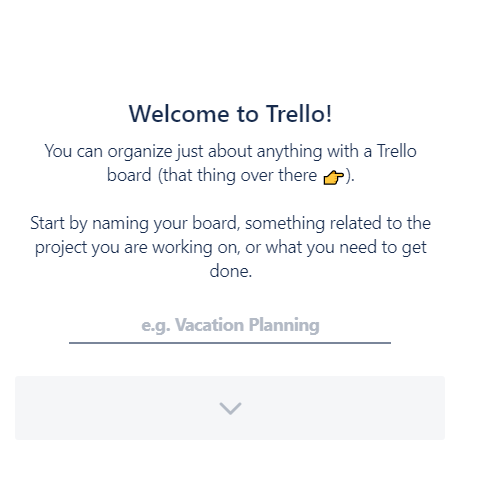 Welcome to Trello!
You can organize just about anything with a Trello
board (that thing over there 👉).
Start by naming your board, something related to the
project you are working on, or what you need to get
done.
e.g. Vacation Planning